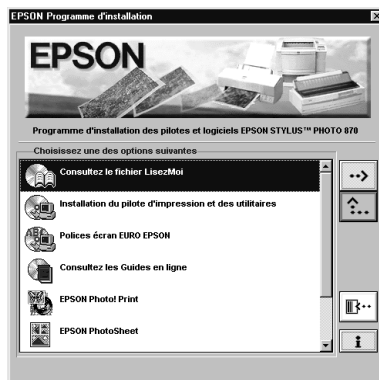 EPSON Programme d'installation
EPSON
Programme d'installation des pilotes et logiciels EPSON STYLUS™ PHOTO 870
Choisissez une des options suivantes
Consultez le fichier LisezMoi
Installation du pilote d'impression et des utilitaires
Polices écran EURO EPSON
Consultez les Guides en ligne
EPSON Photo! Print
EPSON PhotoSheet